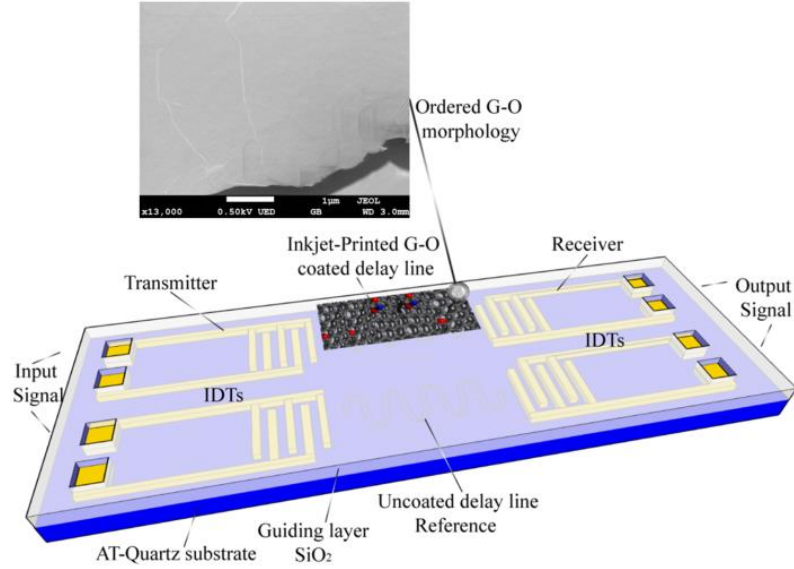 Ordered G-O
morphology
1μm JEOL
x13,000 0.50kV UED GB WD 3.0mm
Inkjet-Printed G-O
coated delay line
Receiver
Transmitter
Output
Signal
Input
Signal
IDTs
IDTs
Uncoated delay line
Reference
Guiding layer
SiO₂
AT-Quartz substrate